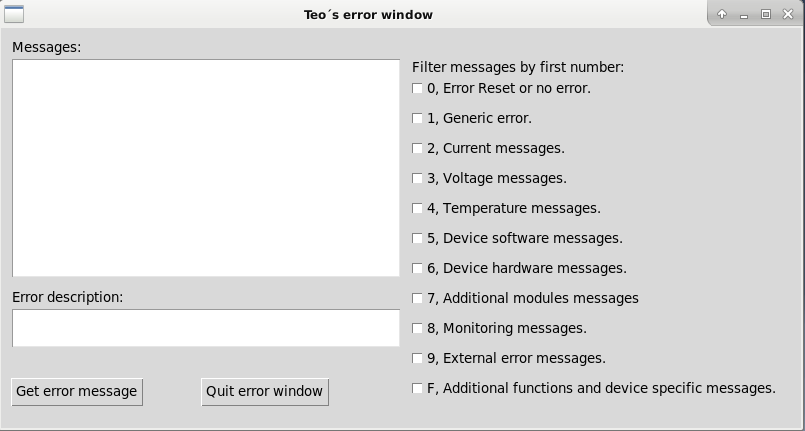 Teo´s error window
Messages:
Filter messages by first number:
0, Error Reset or no error.
1, Generic error.
2, Current messages.
3, Voltage messages.
4, Temperature messages.
5, Device software messages.
6, Device hardware messages.
7, Additional modules messages
8, Monitoring messages.
9, External error messages.
F, Additional functions and device specific messages.
Error description:
Get error message
Quit error window